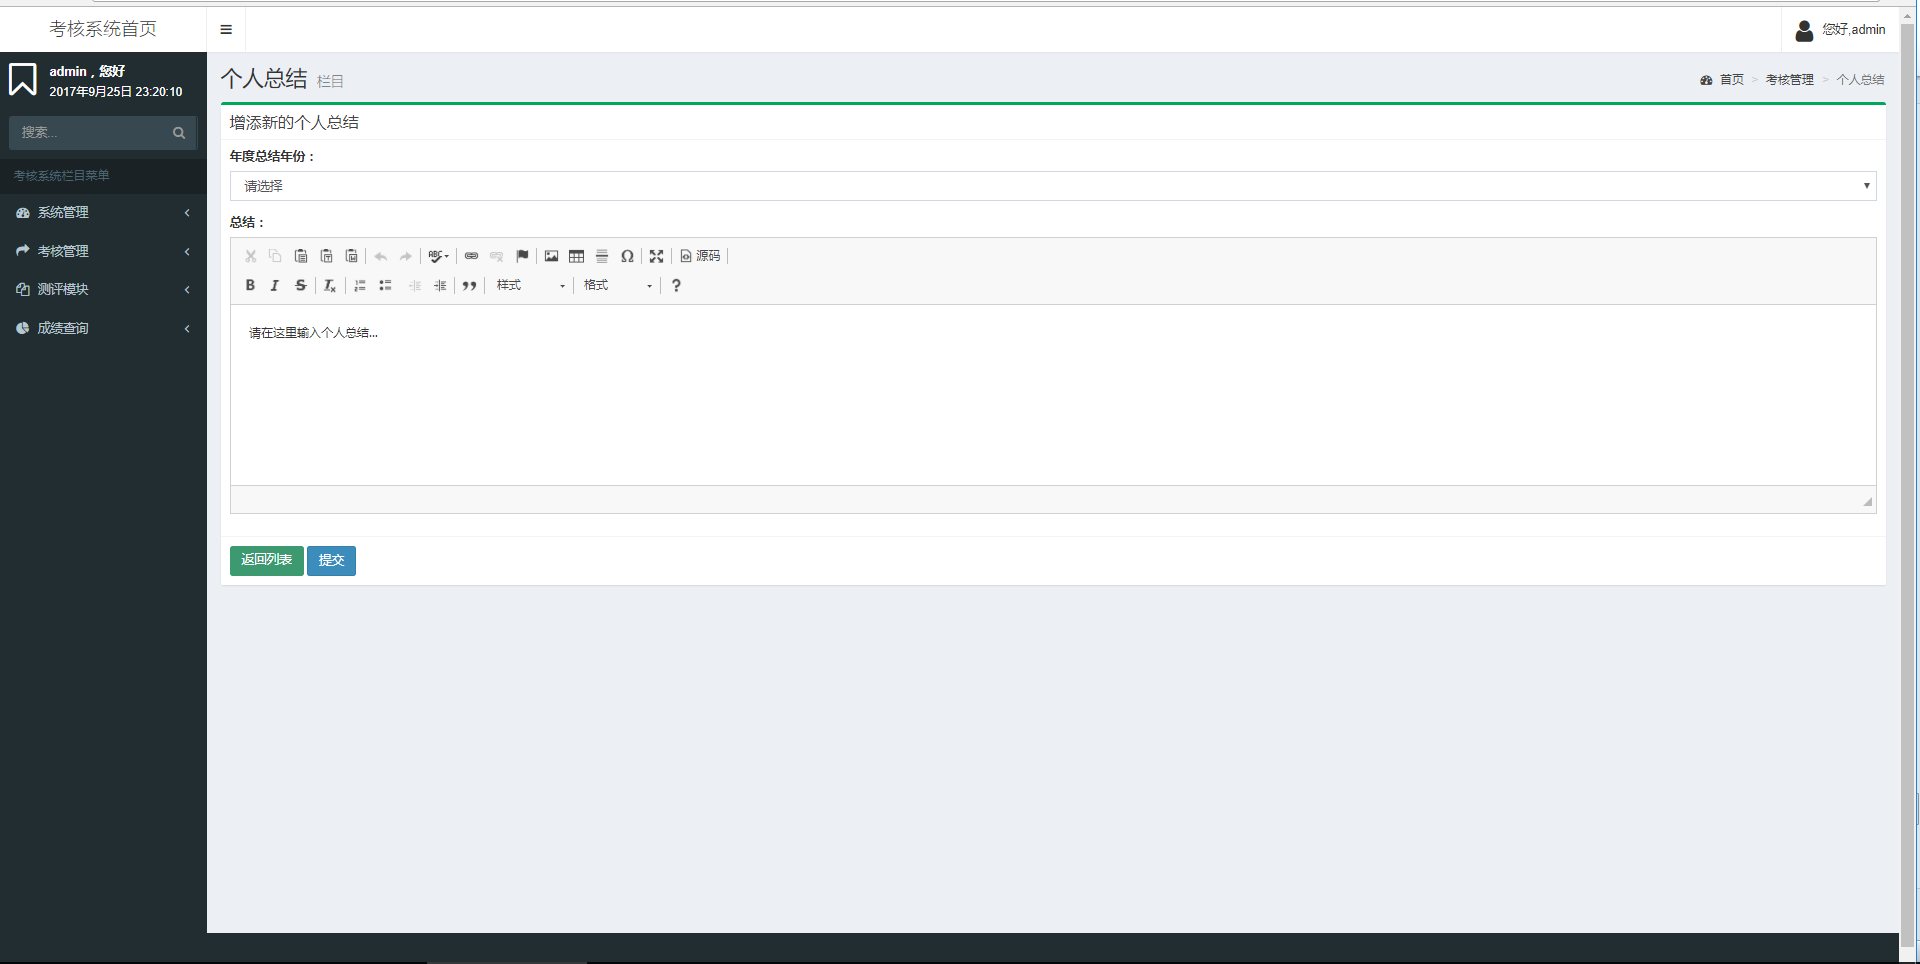 考核系统首页
您好,admin
admin，您好
2017年9月25日 23:20:10
搜索...
考核系统栏目菜单
系统管理
考核管理
测评模块
成绩查询
个人总结 栏目
首页 > 考核管理 > 个人总结
增添新的个人总结
年度总结年份：
请选择
总结：
ABC Ω 源码
B I S Ix 样式 格式 ?
请在这里输入个人总结...
返回列表 提交